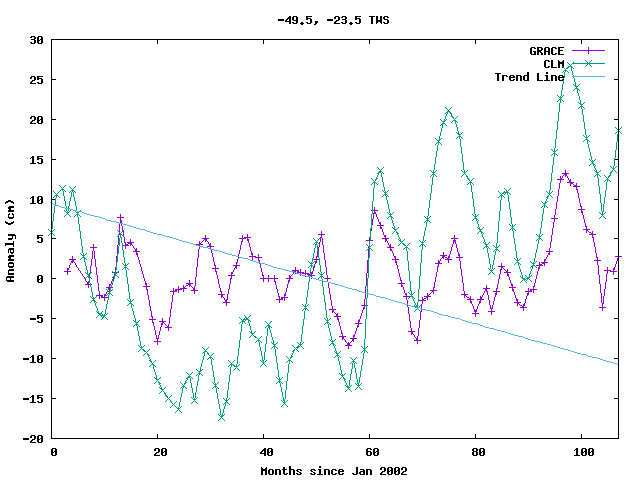 -49.5, -23.5 TWS
GRACE
CLM
Trend Line
30
25
20
15
10
5
0
-5
-10
-15
-20
Anomaly (cm)
0 20 40 60 80 100
Months since Jan 2002